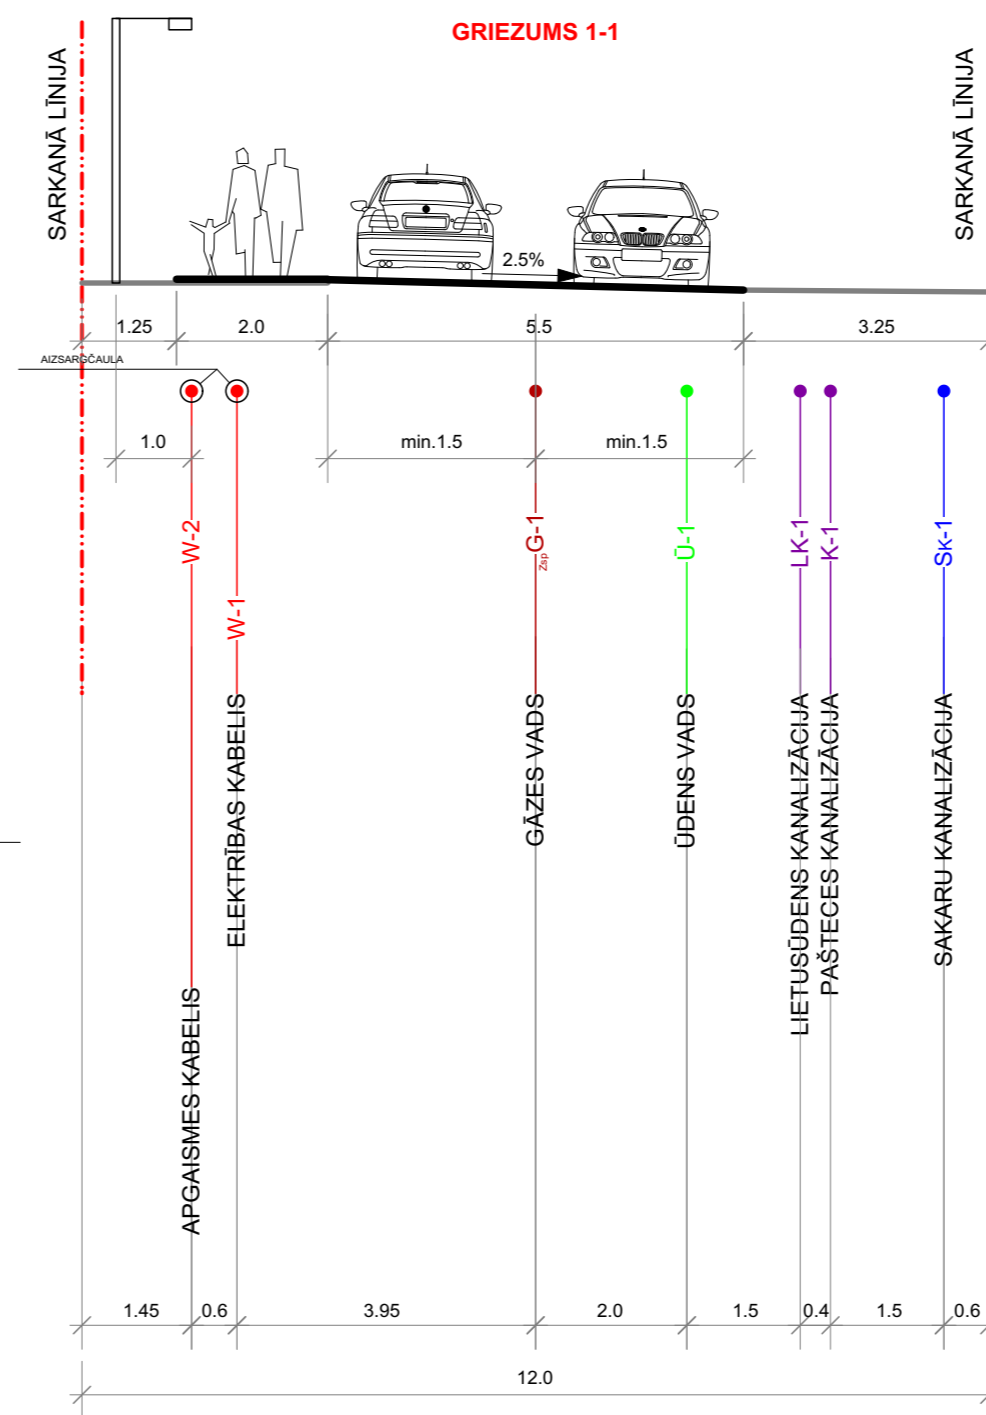 GRIEZUMS 1-1
SARKANĀ LĪNIJA
SARKANĀ LĪNIJA
2.5%
1.25
2.0
5.5
3.25
AIZSARGČAULA
1.0
min.1.5
min.1.5
W-2
W-1
Zsp G-1
Ū-1
LK-1
K-1
SK-1
APGAISMES KABELIS
ELEKTRĪBAS KABELIS
GĀZES VADS
ŪDENS VADS
LIETUSŪDENS KANALIZĀCIJA
PAŠTECES KANALIZĀCIJA
SAKARU KANALIZĀCIJA
1.45
0.6
3.95
2.0
1.5
0.4
1.5
0.6
12.0